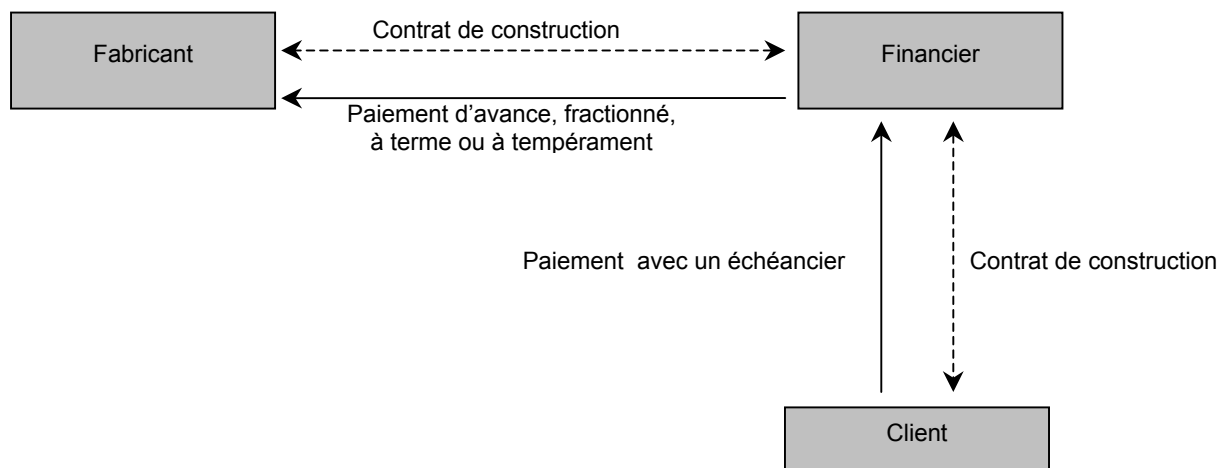 Contrat de construction
Fabricant
Financier
Paiement d’avance, fractionné,
à terme ou à tempérament
Paiement avec un échéancier
Contrat de construction
Client